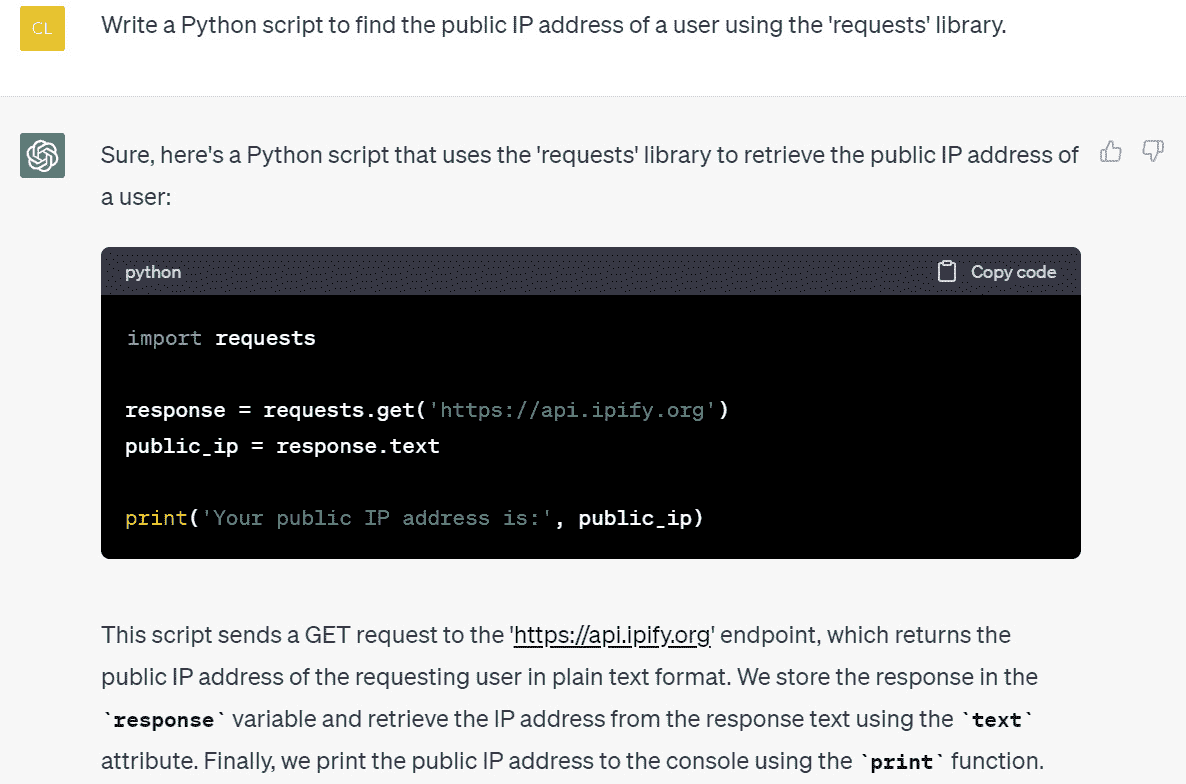 CL
Write a Python script to find the public IP address of a user using the 'requests' library.
Sure, here's a Python script that uses the 'requests' library to retrieve the public IP address of
a user:
python
Copy code
import requests
response = requests.get('https://api.ipify.org')
public_ip = response.text
print('Your public IP address is:', public_ip)
This script sends a GET request to the 'https://api.ipify.org' endpoint, which returns the
public IP address of the requesting user in plain text format. We store the response in the
`response` variable and retrieve the IP address from the response text using the `text`
attribute. Finally, we print the public IP address to the console using the `print` function.